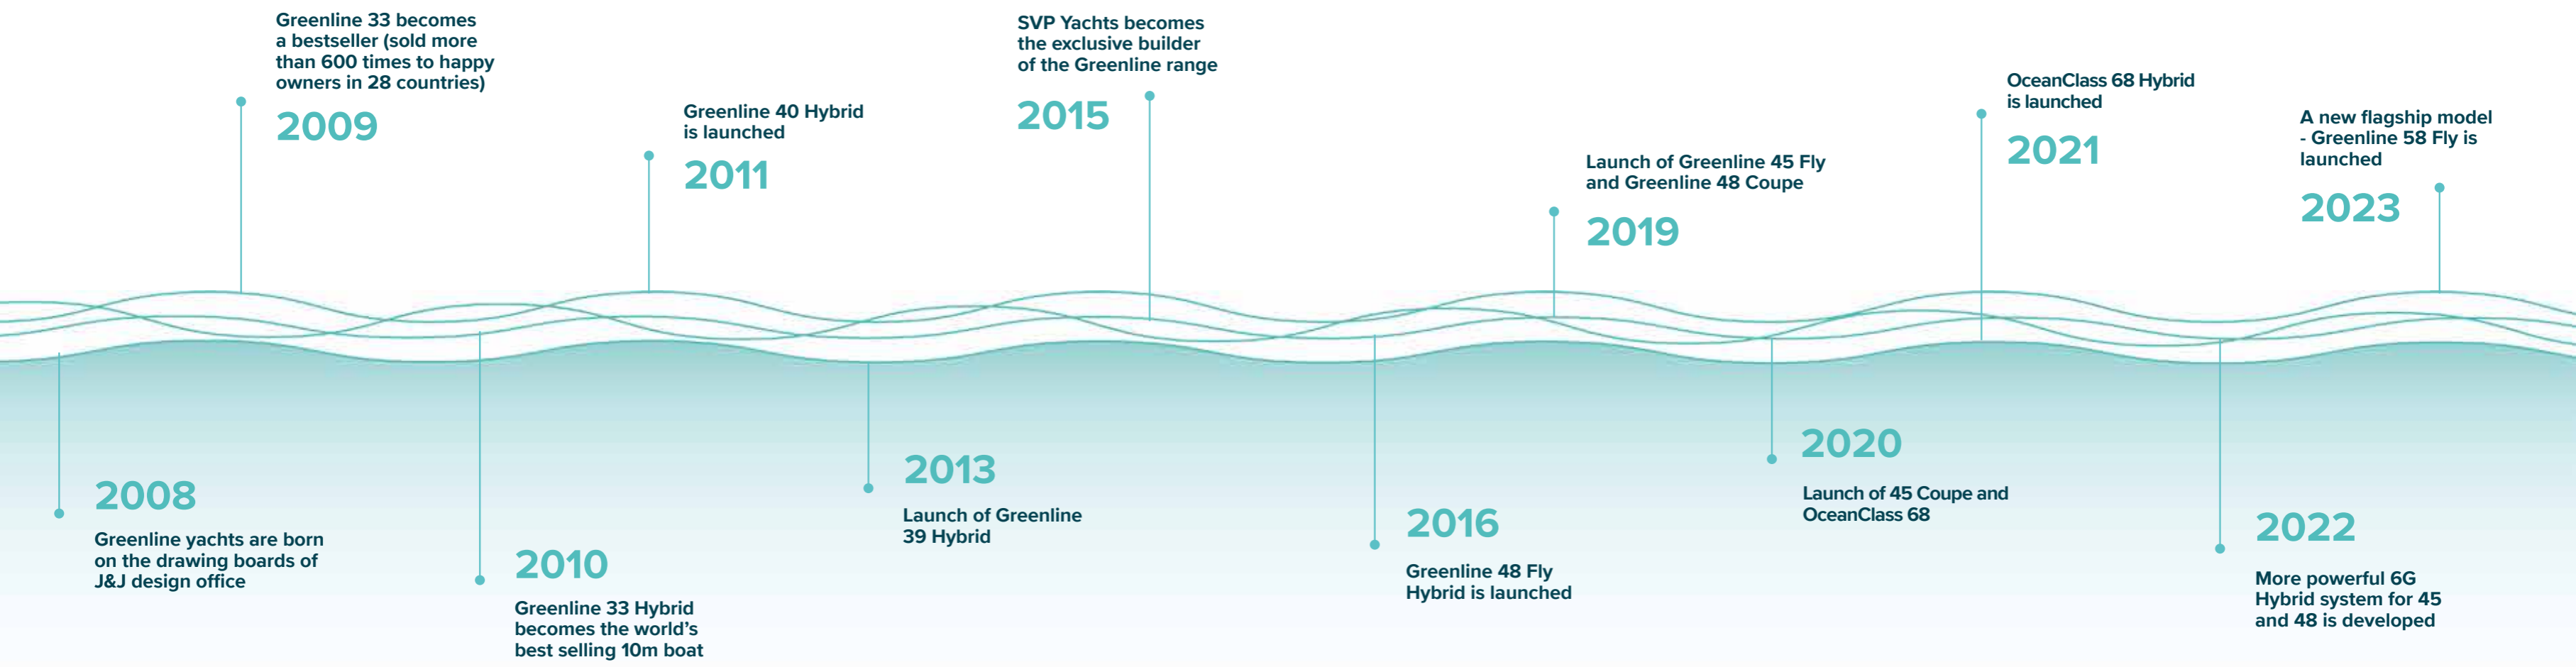 Greenline 33 becomes
a bestseller (sold more
than 600 times to happy
owners in 28 countries)
2009
Greenline 40 Hybrid
is launched
2011
SVP Yachts becomes
the exclusive builder
of the Greenline range
2015
Launch of Greenline 45 Fly
and Greenline 48 Coupe
2019
OceanClass 68 Hybrid
is launched
2021
A new flagship model
- Greenline 58 Fly is
launched
2023
2008
Greenline yachts are born
on the drawing boards of
J&J design office
2010
Greenline 33 Hybrid
becomes the world’s
best selling 10m boat
2013
Launch of Greenline
39 Hybrid
2016
Greenline 48 Fly
Hybrid is launched
2020
Launch of 45 Coupe and
OceanClass 68
2022
More powerful 6G
Hybrid system for 45
and 48 is developed